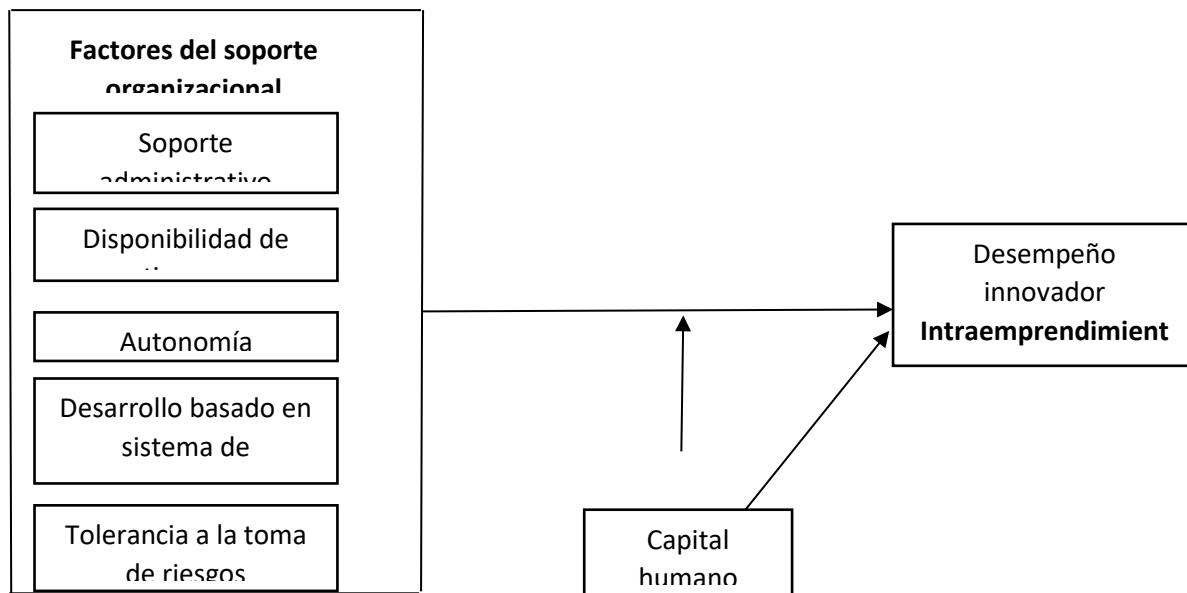 Factores del soporte
organizacional
Soporte
administrativo
Disponibilidad de
Autonomía
Desarrollo basado en
sistema de
Tolerancia a la toma
de riesgos
Desempeño
innovador
Intraemprendimient
Capital
humano